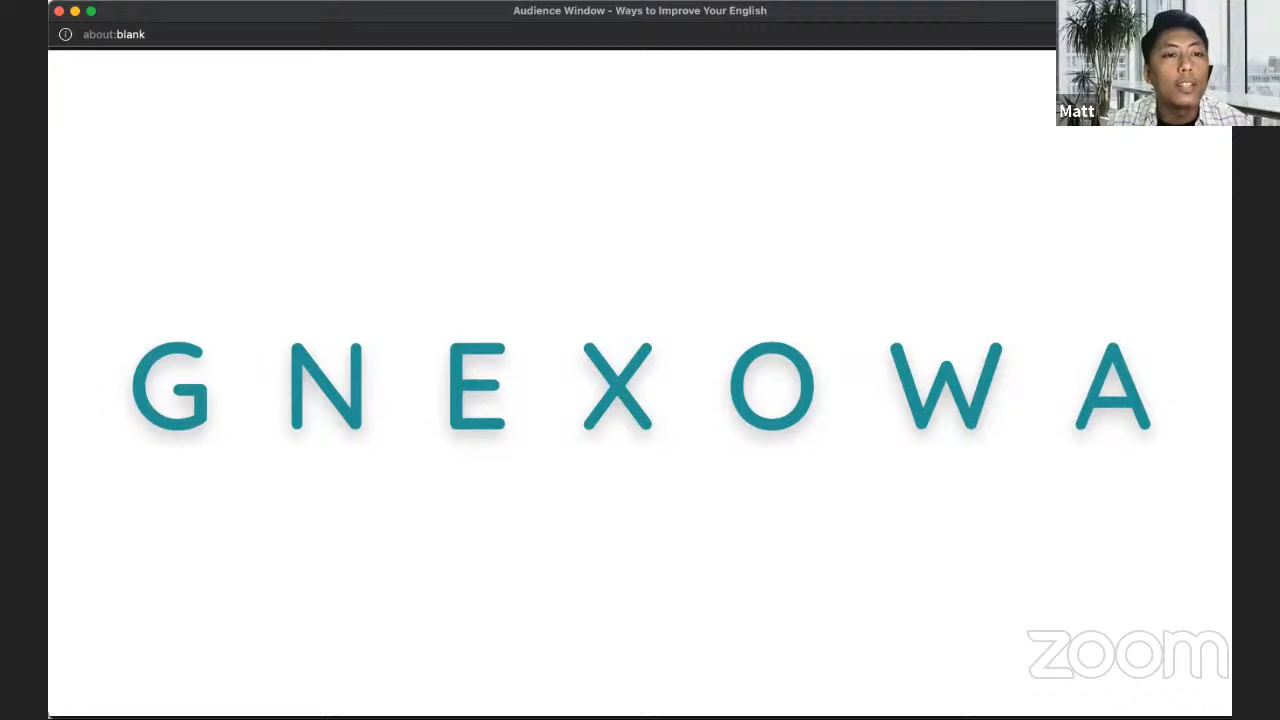 Audience Window - Ways to Improve Your English
about:blank
Matt
G N E X O W A
zoom